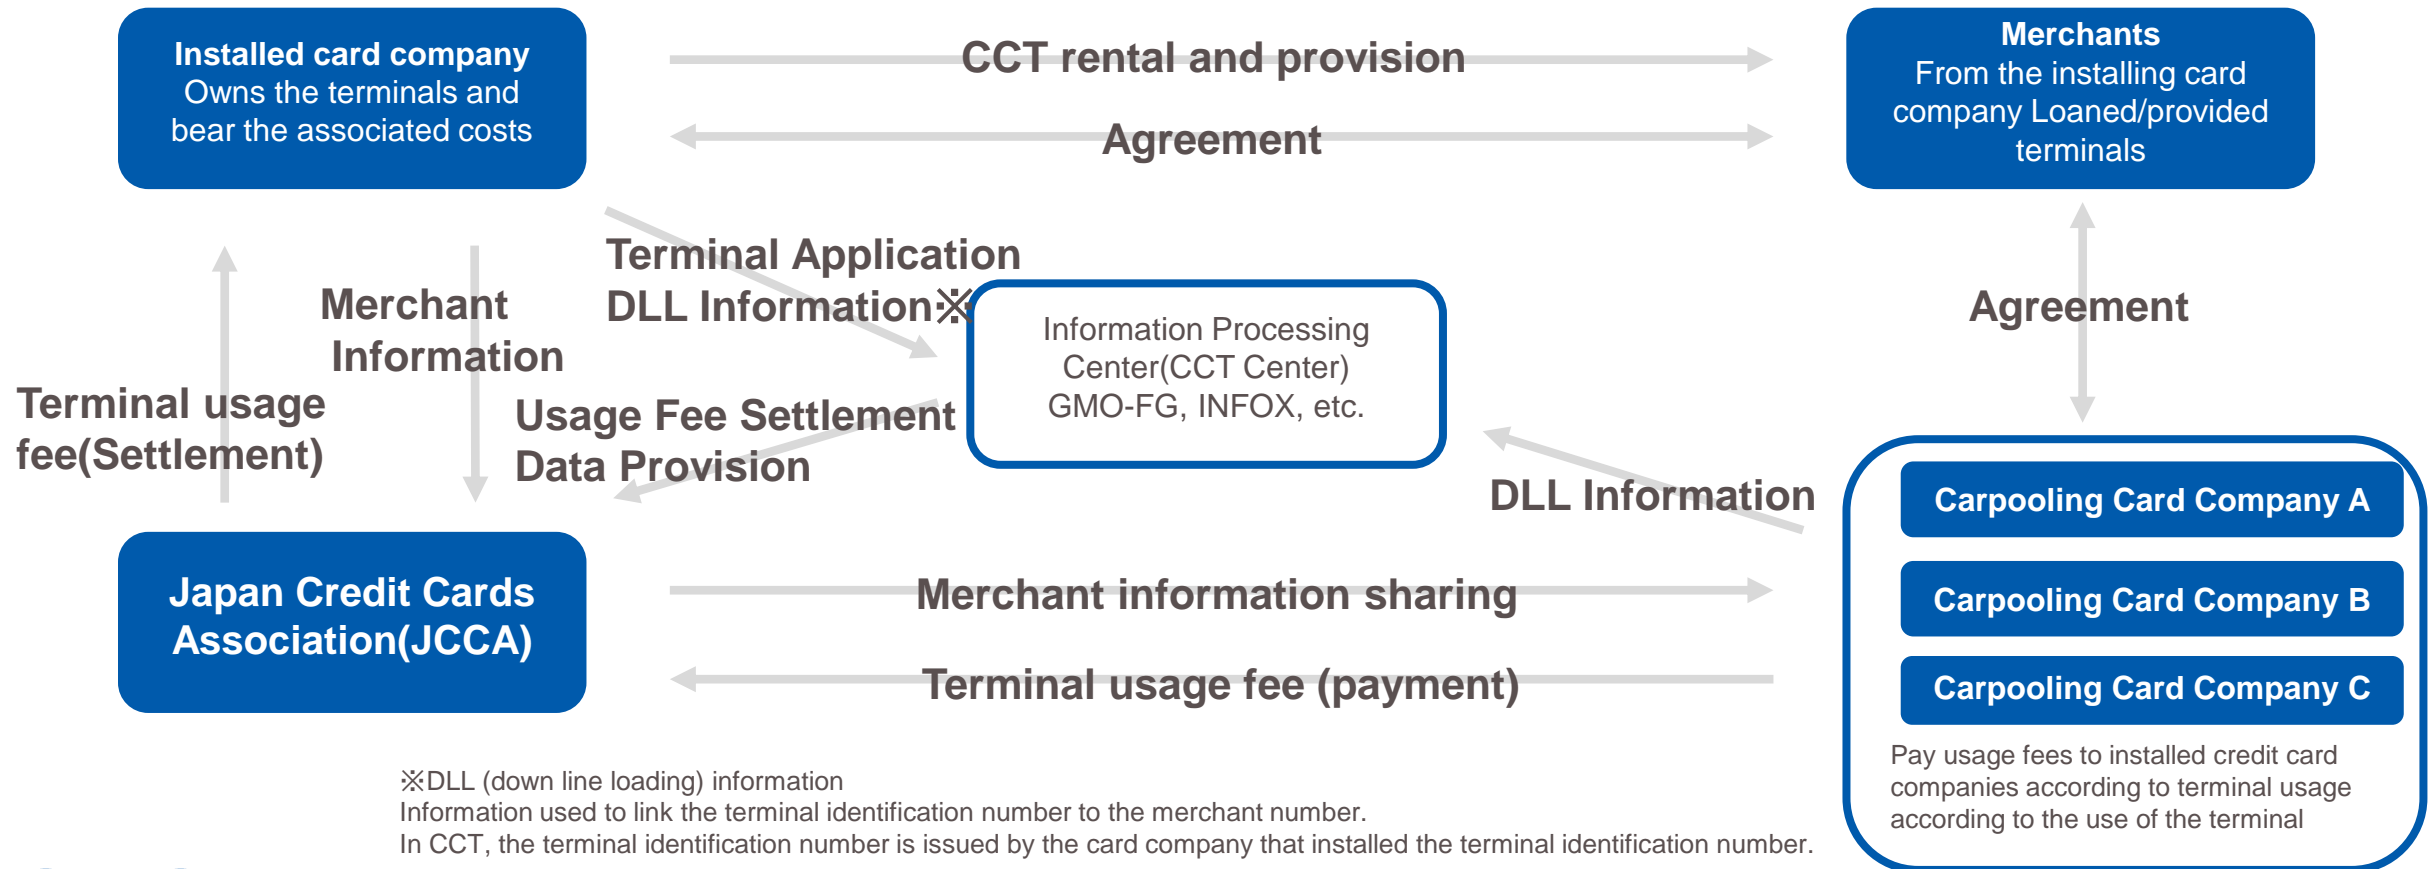 Installed card company
Owns the terminals and
bear the associated costs
CCT rental and provision
Agreement
Merchants
From the installing card
company Loaned/provided
terminals
Terminal Application
DLL Information※
Merchant
Information
Terminal usage
fee(Settlement)
Usage Fee Settlement
Data Provision
Information Processing
Center(CCT Center)
GMO-FG, INFOX, etc.
Agreement
DLL Information
Japan Credit Cards
Association(JCCA)
Merchant information sharing
Terminal usage fee (payment)
Carpooling Card Company A
Carpooling Card Company B
Carpooling Card Company C
Pay usage fees to installed credit card
companies according to terminal usage
according to the use of the terminal
※DLL (down line loading) information
Information used to link the terminal identification number to the merchant number.
In CCT, the terminal identification number is issued by the card company that installed the terminal identification number.